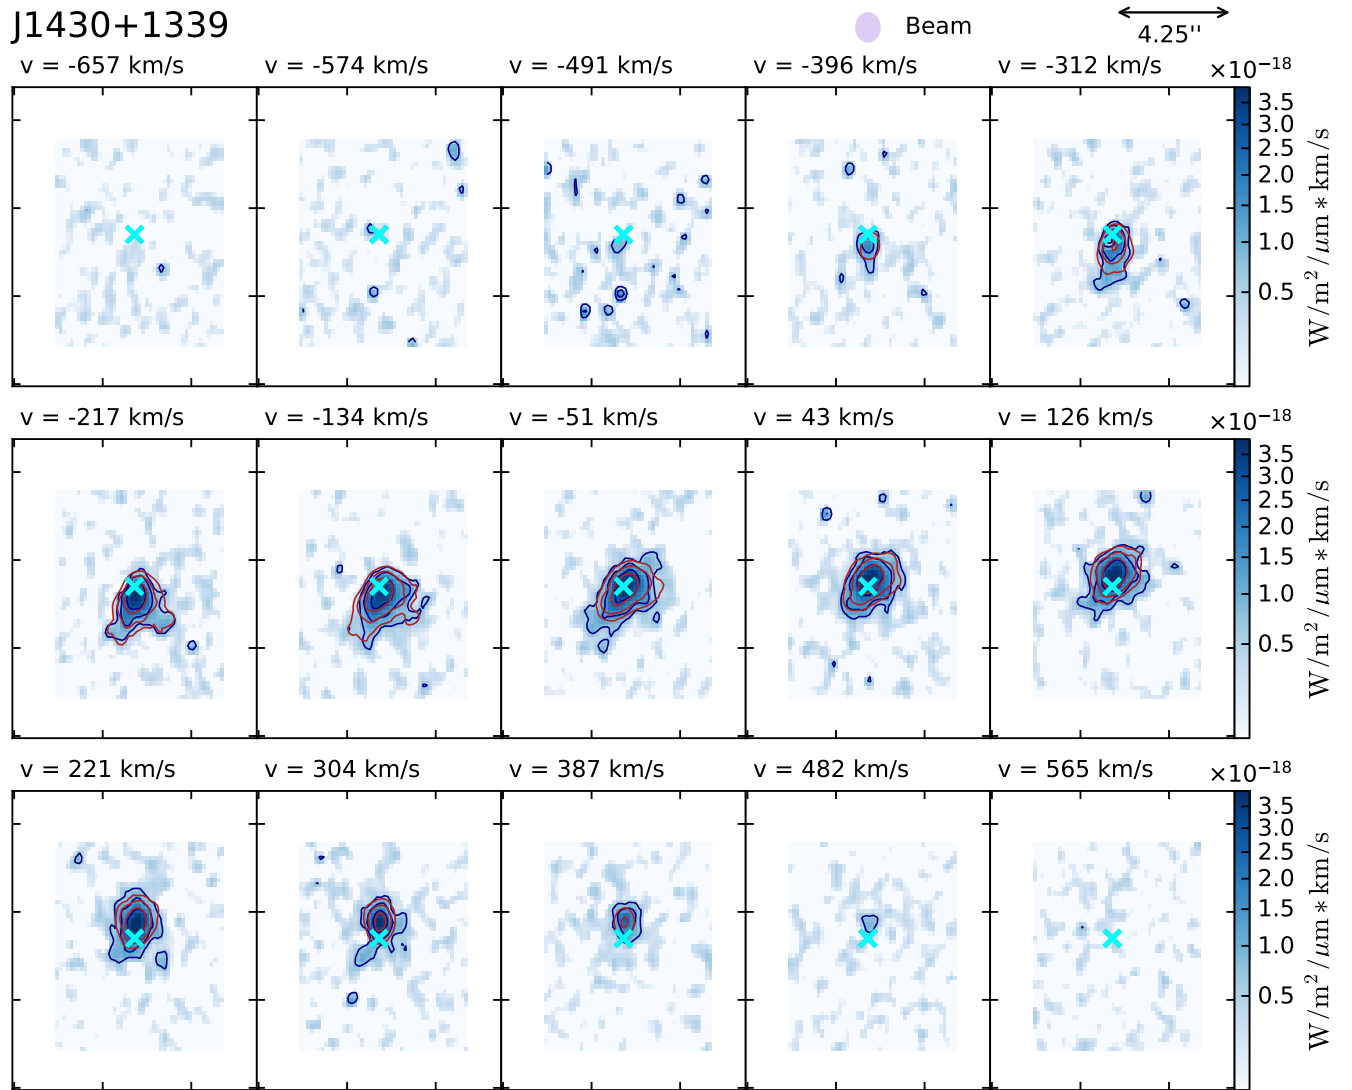 J1430+1339
Beam
4.25''
v = -657 km/s
v = -574 km/s
v = -491 km/s
v = -396 km/s
v = -312 km/s
×10⁻¹⁸
3.5
3.0
2.5
2.0
1.5
1.0
0.5
W/m²/μm∗km/s
v = -217 km/s
v = -134 km/s
v = -51 km/s
v = 43 km/s
v = 126 km/s
×10⁻¹⁸
3.5
3.0
2.5
2.0
1.5
1.0
0.5
W/m²/μm∗km/s
v = 221 km/s
v = 304 km/s
v = 387 km/s
v = 482 km/s
v = 565 km/s
×10⁻¹⁸
3.5
3.0
2.5
2.0
1.5
1.0
0.5
W/m²/μm∗km/s